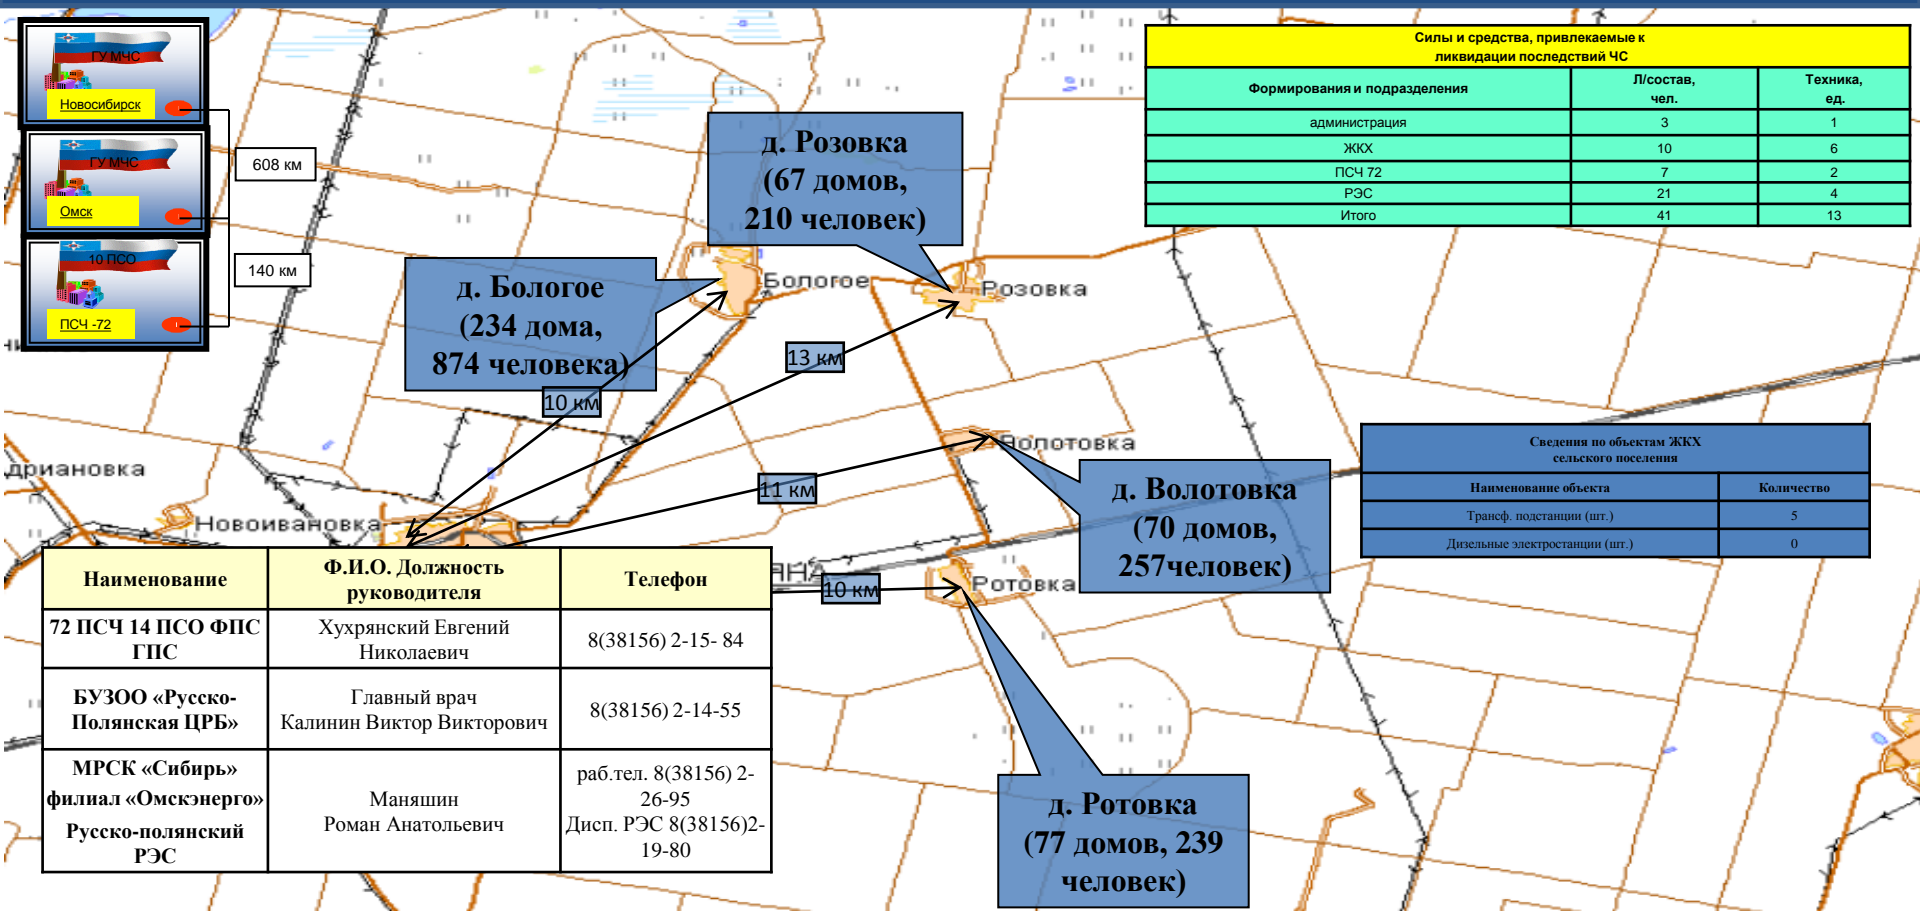 ГУ МЧС
Новосибирск
ГУ МЧС
Омск
10 ПСО
ПСЧ -72
608 км
140 км
Силы и средства, привлекаемые к
ликвидации последствий ЧС
Формирования и подразделения Л/состав, чел. Техника, ед.
администрация 3 1
ЖКХ 10 6
ПСЧ 72 7 2
РЭС 21 4
Итого 41 13
д. Розовка
(67 домов,
210 человек)
д. Бологое
(234 дома,
874 человека)
Бологое
Розовка
13 км
10 км
Волотовка
11 км
дриановка
Новоивановка
д. Волотовка
(70 домов,
257человек)
Сведения по объектам ЖКХ
сельского поселения
Наименование объекта Количество
Трансф. подстанции (шт.) 5
Дизельные электростанции (шт.) 0
ЯНА
10 км
Ротовка
Наименование Ф.И.О. Должность руководителя Телефон
72 ПСЧ 14 ПСО ФПС ГПС Хухрянский Евгений Николаевич 8(38156) 2-15- 84
БУЗОО «Русско-Полянская ЦРБ» Главный врач Калинин Виктор Викторович 8(38156) 2-14-55
МРСК «Сибирь» филиал «Омскэнерго» Русско-полянский РЭС Маняшин Роман Анатольевич раб.тел. 8(38156) 2-26-95 Дисп. РЭС 8(38156)2-19-80
д. Ротовка
(77 домов, 239
человек)